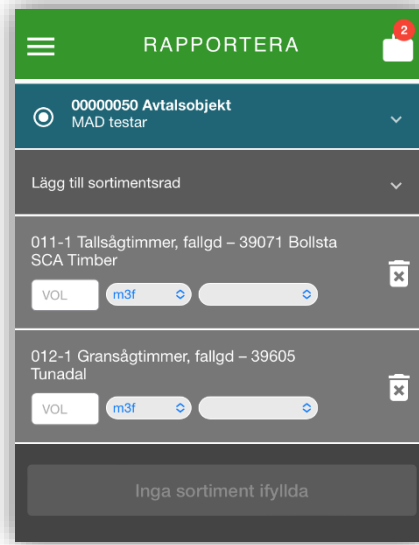 RAPPORTERA
2
00000050 Avtalsobjekt
MAD testar
Lägg till sortimentsrad
011-1 Tallsågtimmer, fallgd – 39071 Bollsta
SCA Timber
VOL m3f
012-1 Gransågtimmer, fallgd – 39605
Tunadal
VOL m3f
Inga sortiment ifyllda